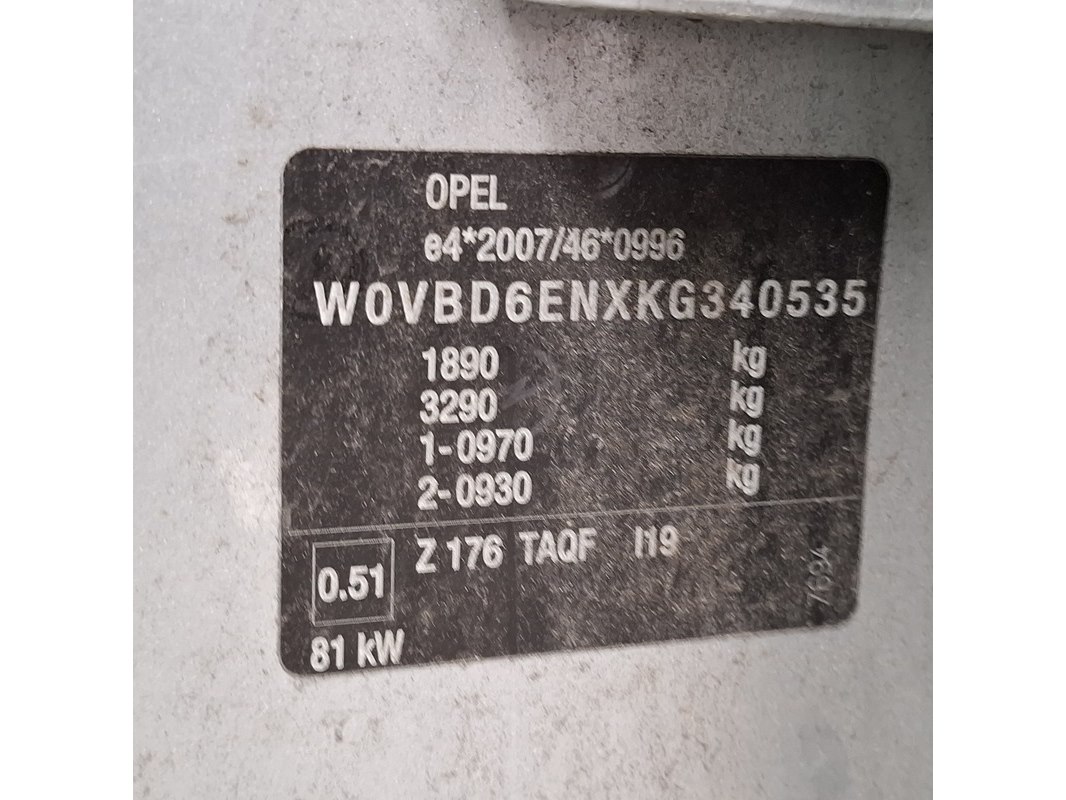 OPEL
e4*2007/46*0996
W0VBD6ENXKG340535
1890 kg
3290 kg
1-0970 kg
2-0930 kg
0.51 Z 176 TAQF I19
81 kW
7694